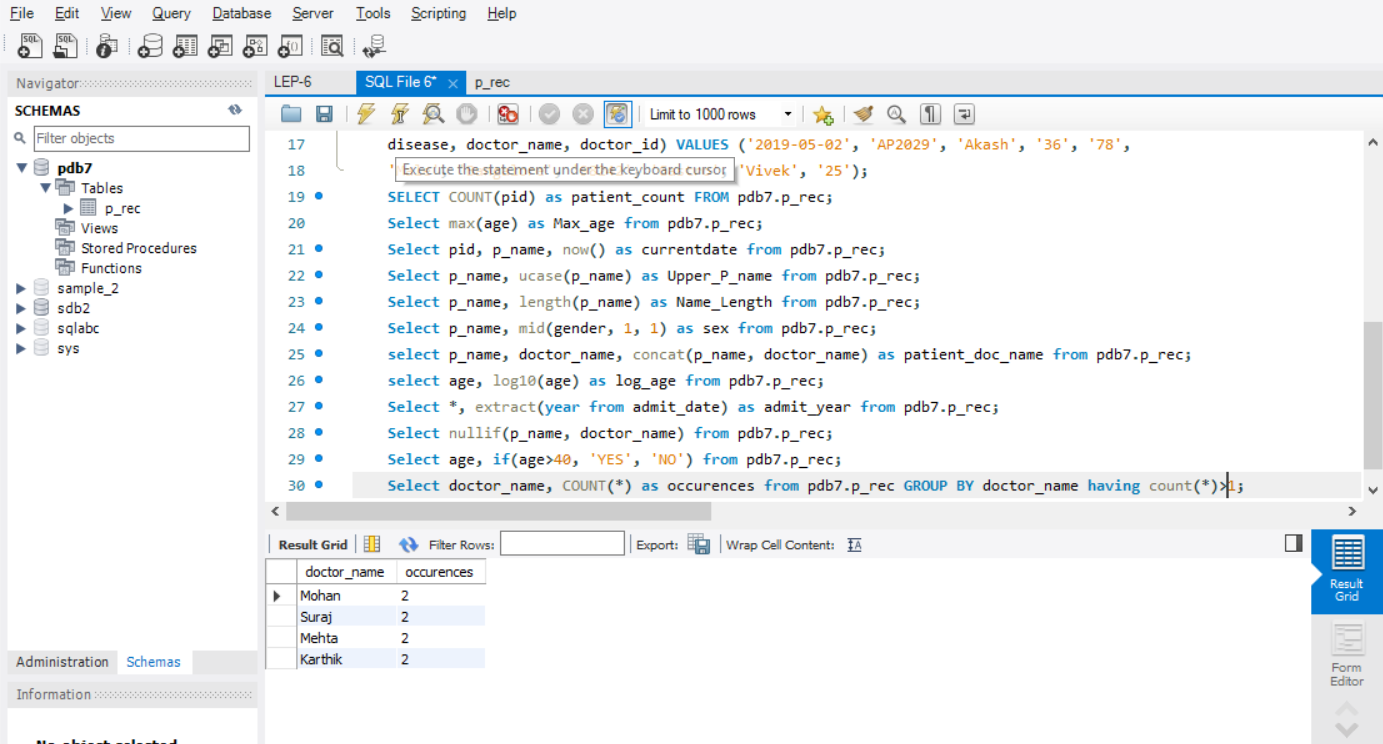 File Edit View Query Database Server Tools Scripting Help
Navigator
SCHEMAS
Filter objects
pdb7
Tables
p_rec
Views
Stored Procedures
Functions
sample_2
sdb2
sqlabc
sys
Administration Schemas
Information
No object selected
LEP-6 SQL File 6* p_rec
Limit to 1000 rows
17 disease, doctor_name, doctor_id) VALUES ('2019-05-02', 'AP2029', 'Akash', '36', '78',
Execute the statement under the keyboard cursor
18 'Vivek', '25');
19 SELECT COUNT(pid) as patient_count FROM pdb7.p_rec;
20 Select max(age) as Max_age from pdb7.p_rec;
21 Select pid, p_name, now() as currentdate from pdb7.p_rec;
22 Select p_name, ucase(p_name) as Upper_P_name from pdb7.p_rec;
23 Select p_name, length(p_name) as Name_Length from pdb7.p_rec;
24 Select p_name, mid(gender, 1, 1) as sex from pdb7.p_rec;
25 select p_name, doctor_name, concat(p_name, doctor_name) as patient_doc_name from pdb7.p_rec;
26 select age, log10(age) as log_age from pdb7.p_rec;
27 Select *, extract(year from admit_date) as admit_year from pdb7.p_rec;
28 Select nullif(p_name, doctor_name) from pdb7.p_rec;
29 Select age, if(age>40, 'YES', 'NO') from pdb7.p_rec;
30 Select doctor_name, COUNT(*) as occurences from pdb7.p_rec GROUP BY doctor_name having count(*)>1;
Result Grid Filter Rows: Export: Wrap Cell Content:
doctor_name occurences
Mohan 2
Suraj 2
Mehta 2
Karthik 2
Result
Grid
Form
Editor